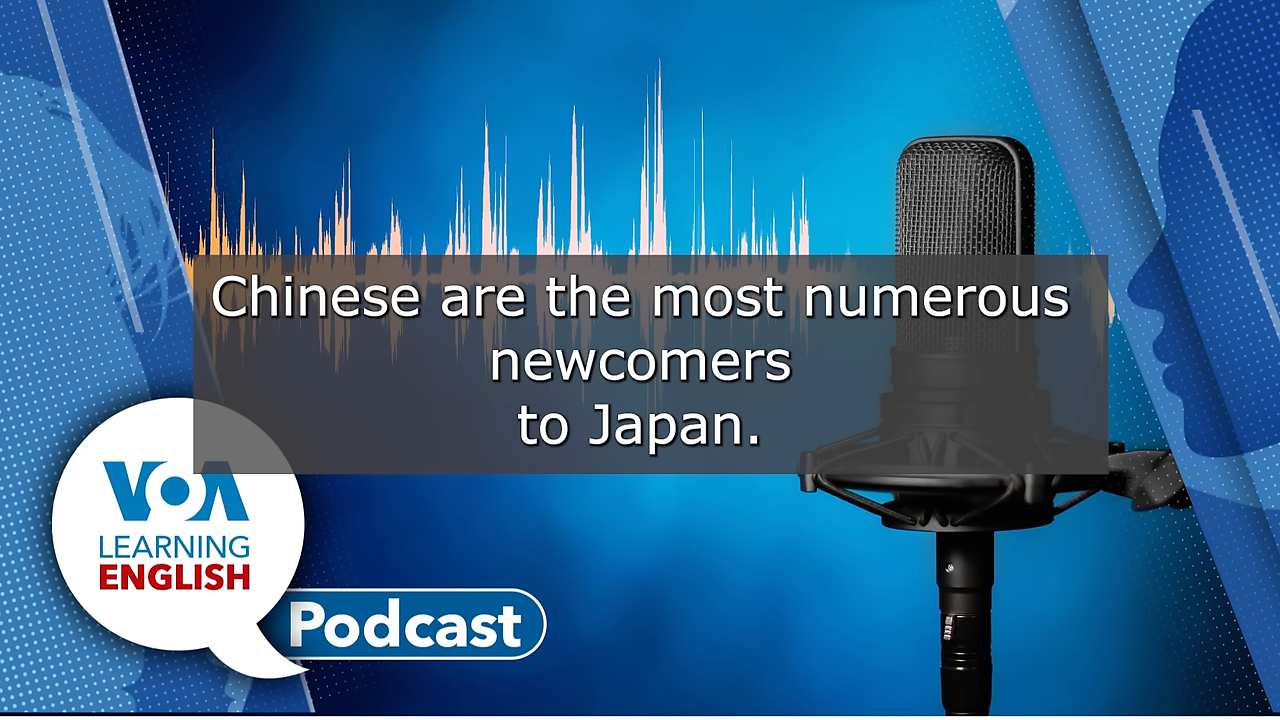 Chinese are the most numerous
newcomers
to Japan.
VOA
LEARNING
ENGLISH
Podcast